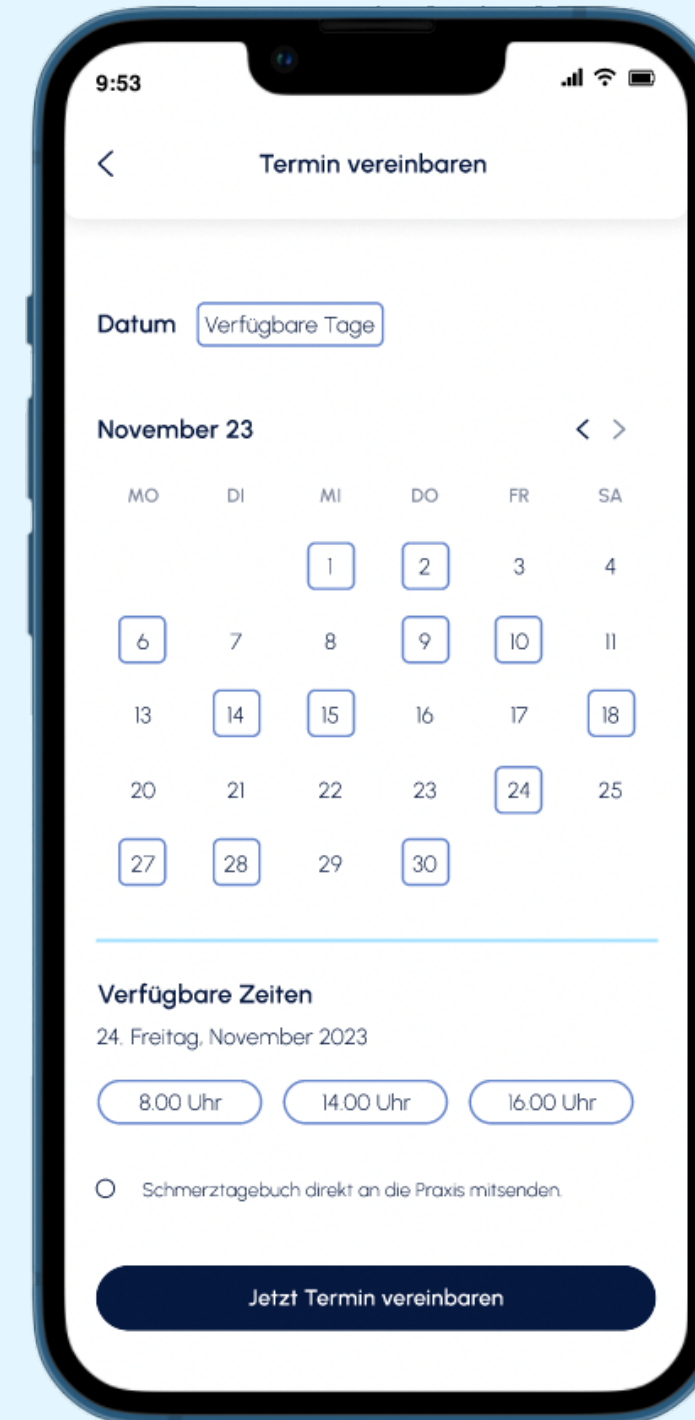 9:53
Termin vereinbaren
Datum Verfügbare Tage
November 23 < >
MO DI MI DO FR SA
1 2 3 4
6 7 8 9 10 11
13 14 15 16 17 18
20 21 22 23 24 25
27 28 29 30
Verfügbare Zeiten
24. Freitag, November 2023
8.00 Uhr 14.00 Uhr 16.00 Uhr
Schmerztagebuch direkt an die Praxis mitsenden.
Jetzt Termin vereinbaren